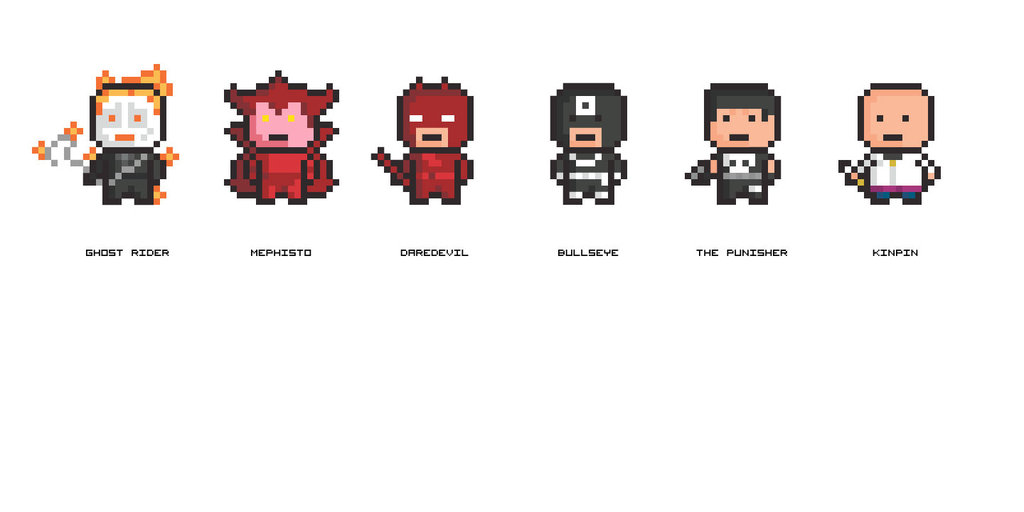 GHOST RIDER
MEPHISTO
DAREDEVIL
BULLSEYE
THE PUNISHER
KINPIN